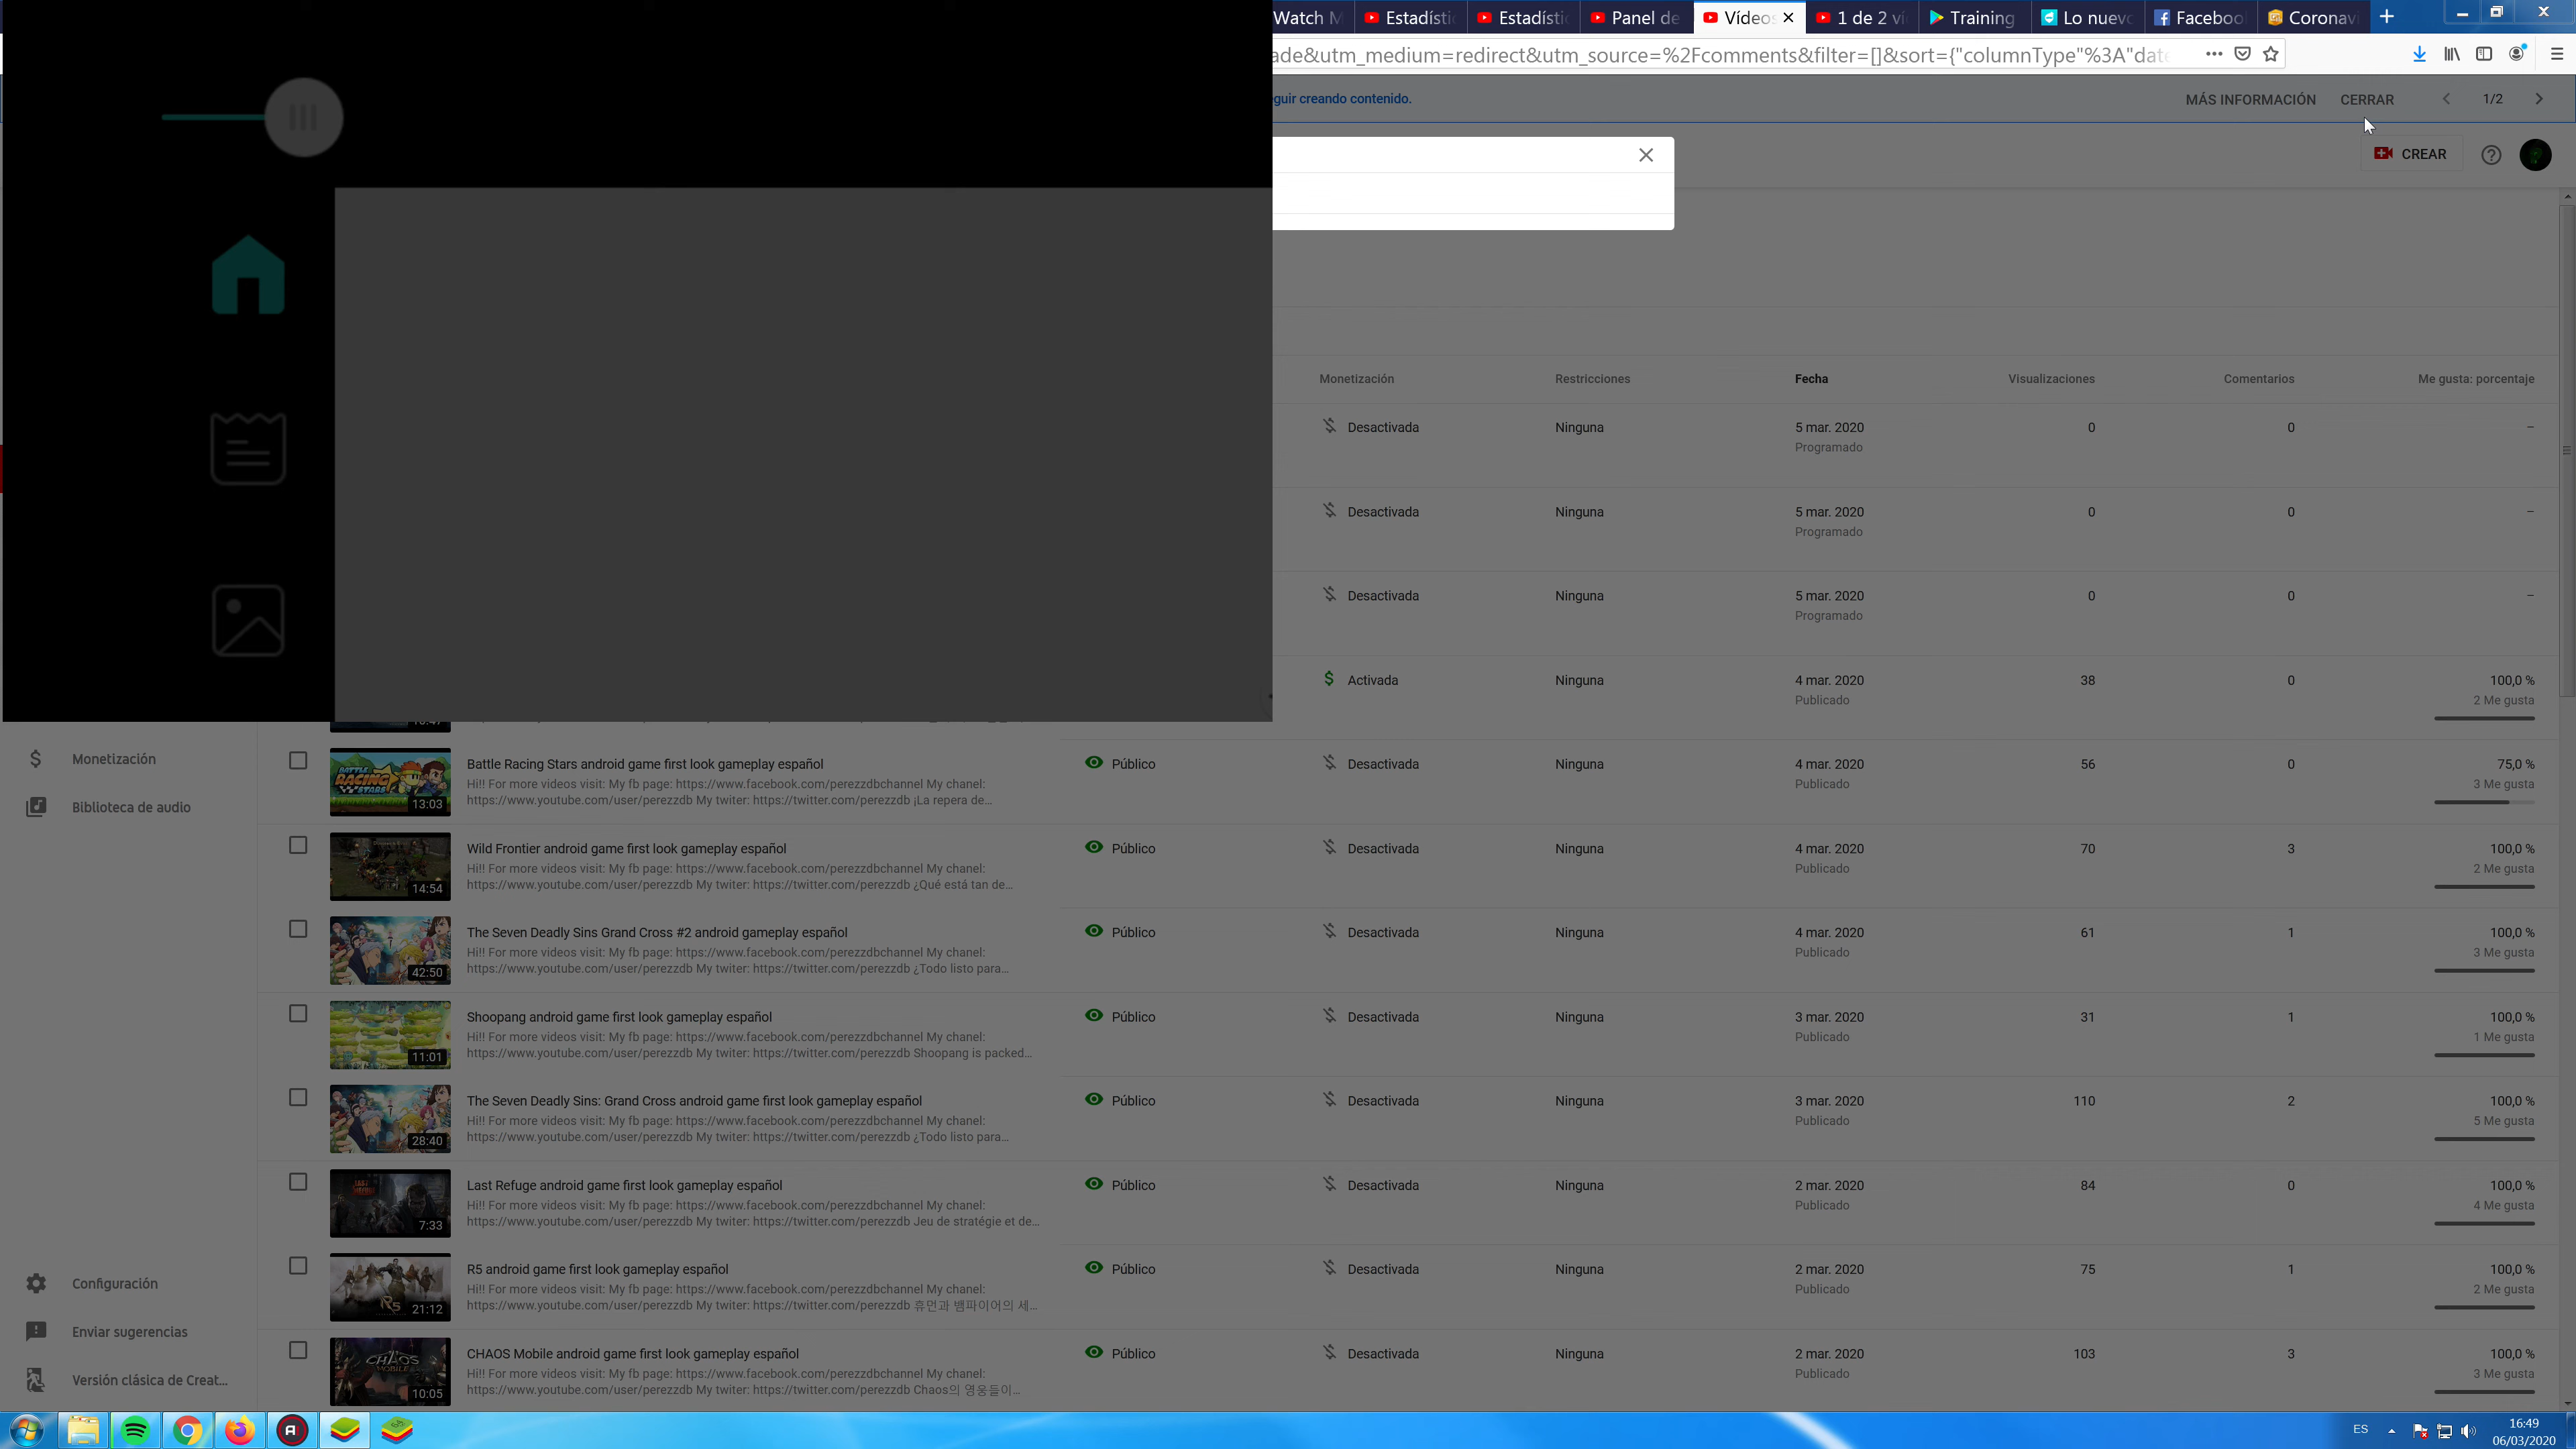 Watch M
Estadísti
Estadístic
Panel de
Vídeos
1 de 2 ví
Training
Lo nuevo
Facebook
Coronavi
ade&utm_medium=redirect&utm_source=%2Fcomments&filter=[]&sort={"columnType"%3A"date
guir creando contenido.
MÁS INFORMACIÓN
CERRAR
1/2
CREAR
Monetización
Restricciones
Fecha
Visualizaciones
Comentarios
Me gusta: porcentaje
Desactivada
Ninguna
5 mar. 2020
0
0
–
Programado
Desactivada
Ninguna
5 mar. 2020
0
0
–
Programado
Desactivada
Ninguna
5 mar. 2020
0
0
–
Programado
Activada
Ninguna
4 mar. 2020
38
0
100,0 %
Publicado
2 Me gusta
Monetización
Biblioteca de audio
Battle Racing Stars android game first look gameplay español
Hi!! For more videos visit: My fb page: https://www.facebook.com/perezzdbchannel My chanel:
https://www.youtube.com/user/perezzdb My twiter: https://twitter.com/perezzdb ¡La repera de...
BATTLE RACING STARS
13:03
Público
Desactivada
Ninguna
4 mar. 2020
Publicado
56
0
75,0 %
3 Me gusta
Wild Frontier android game first look gameplay español
Hi!! For more videos visit: My fb page: https://www.facebook.com/perezzdbchannel My chanel:
https://www.youtube.com/user/perezzdb My twiter: https://twitter.com/perezzdb ¿Qué está tan de...
14:54
Público
Desactivada
Ninguna
4 mar. 2020
Publicado
70
3
100,0 %
2 Me gusta
The Seven Deadly Sins Grand Cross #2 android gameplay español
Hi!! For more videos visit: My fb page: https://www.facebook.com/perezzdbchannel My chanel:
https://www.youtube.com/user/perezzdb My twiter: https://twitter.com/perezzdb ¿Todo listo para...
42:50
Público
Desactivada
Ninguna
4 mar. 2020
Publicado
61
1
100,0 %
3 Me gusta
Shoopang android game first look gameplay español
Hi!! For more videos visit: My fb page: https://www.facebook.com/perezzdbchannel My chanel:
https://www.youtube.com/user/perezzdb My twiter: https://twitter.com/perezzdb Shoopang is packed...
11:01
Público
Desactivada
Ninguna
3 mar. 2020
Publicado
31
1
100,0 %
1 Me gusta
The Seven Deadly Sins: Grand Cross android game first look gameplay español
Hi!! For more videos visit: My fb page: https://www.facebook.com/perezzdbchannel My chanel:
https://www.youtube.com/user/perezzdb My twiter: https://twitter.com/perezzdb ¿Todo listo para...
28:40
Público
Desactivada
Ninguna
3 mar. 2020
Publicado
110
2
100,0 %
5 Me gusta
Last Refuge android game first look gameplay español
Hi!! For more videos visit: My fb page: https://www.facebook.com/perezzdbchannel My chanel:
https://www.youtube.com/user/perezzdb My twiter: https://twitter.com/perezzdb Jeu de stratégie et de...
7:33
Público
Desactivada
Ninguna
2 mar. 2020
Publicado
84
0
100,0 %
4 Me gusta
R5 android game first look gameplay español
Hi!! For more videos visit: My fb page: https://www.facebook.com/perezzdbchannel My chanel:
https://www.youtube.com/user/perezzdb My twiter: https://twitter.com/perezzdb 휴먼과 뱀파이어의 세...
R5
21:12
Público
Desactivada
Ninguna
2 mar. 2020
Publicado
75
1
100,0 %
2 Me gusta
CHAOS Mobile android game first look gameplay español
Hi!! For more videos visit: My fb page: https://www.facebook.com/perezzdbchannel My chanel:
https://www.youtube.com/user/perezzdb My twiter: https://twitter.com/perezzdb Chaos의 영웅들이...
CHAOS MOBILE
10:05
Público
Desactivada
Ninguna
2 mar. 2020
Publicado
103
3
100,0 %
3 Me gusta
Configuración
Enviar sugerencias
Versión clásica de Creat...
ES
16:49
06/03/2020